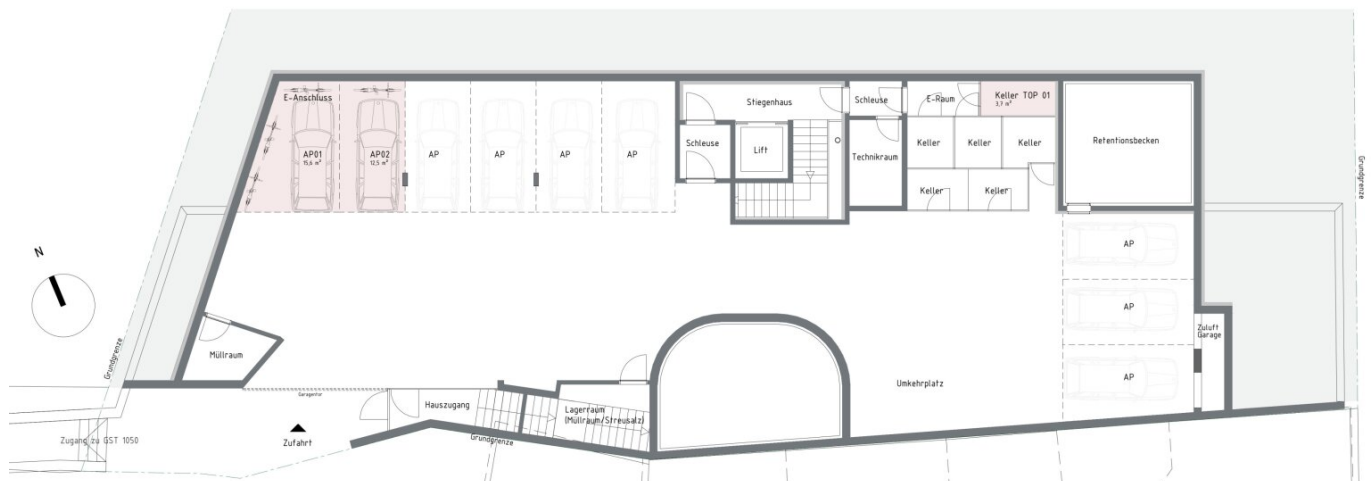 E-Anschluss
AP01
15,6 m²
AP02
12,5 m²
AP
AP
AP
AP
Stiegenhaus
Schleuse
Lift
Schleuse
Technikraum
E-Raum
Keller TOP 01
3,7 m²
Keller
Keller
Keller
Keller
Keller
Retentionsbecken
Grundgrenze
N
AP
AP
AP
Zuluft
Garage
Umkehrplatz
Müllraum
Grundgrenze
Garagentor
Hauszugang
Lagerraum
(Müllraum/Streusalz)
Grundgrenze
Zufahrt
Zugang zu GST 1050